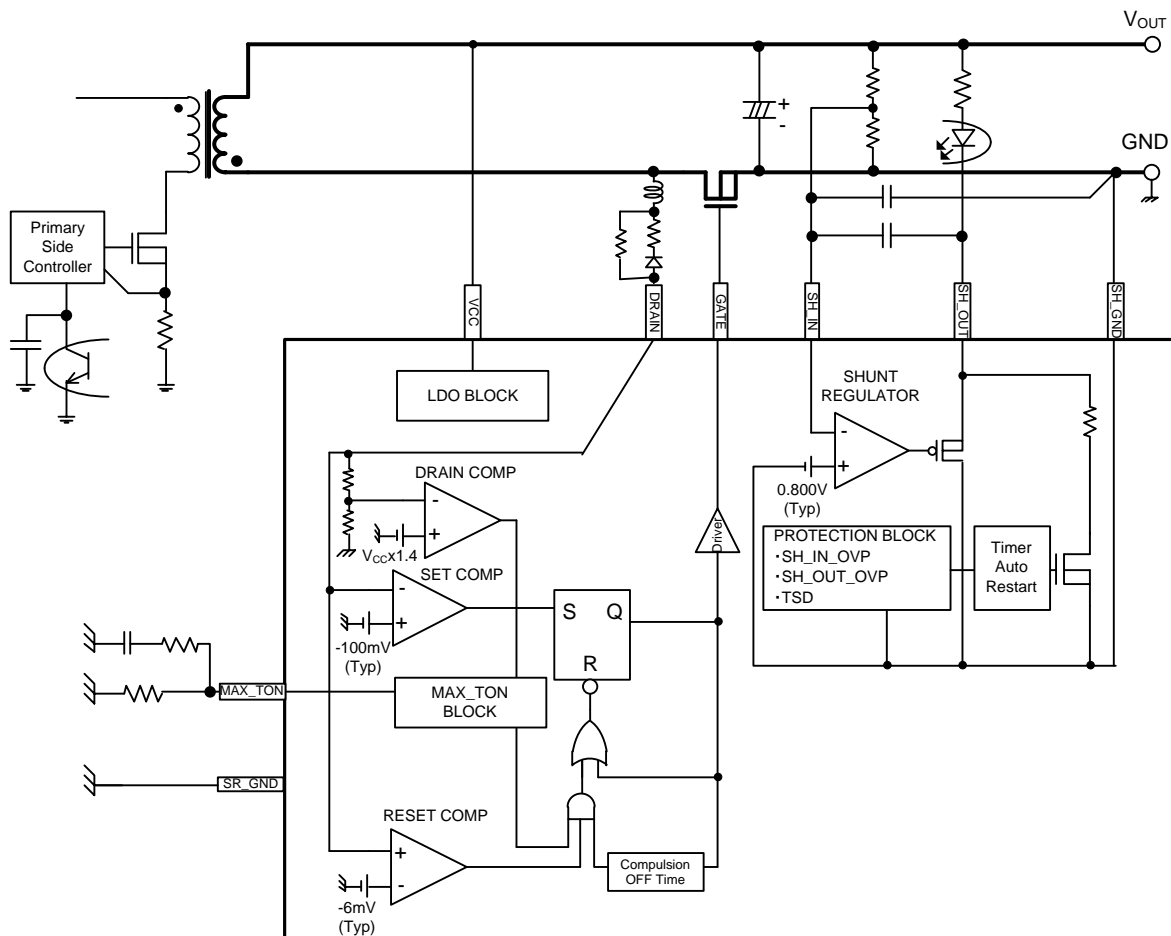 VOUT
GND
+
-
Primary
Side
Controller
VCC
DRAIN
GATE
SH_IN
SH_OUT
SH_GND
LDO BLOCK
SHUNT
REGULATOR
-
+
0.800V
(Typ)
DRAIN COMP
-
+
VCCx1.4
Driver
PROTECTION BLOCK
・SH_IN_OVP
・SH_OUT_OVP
・TSD
Timer
Auto
Restart
SET COMP
-
+
-100mV
(Typ)
S Q
R
MAX_TON
MAX_TON
BLOCK
SR_GND
RESET COMP
+
-
-6mV
(Typ)
Compulsion
OFF Time